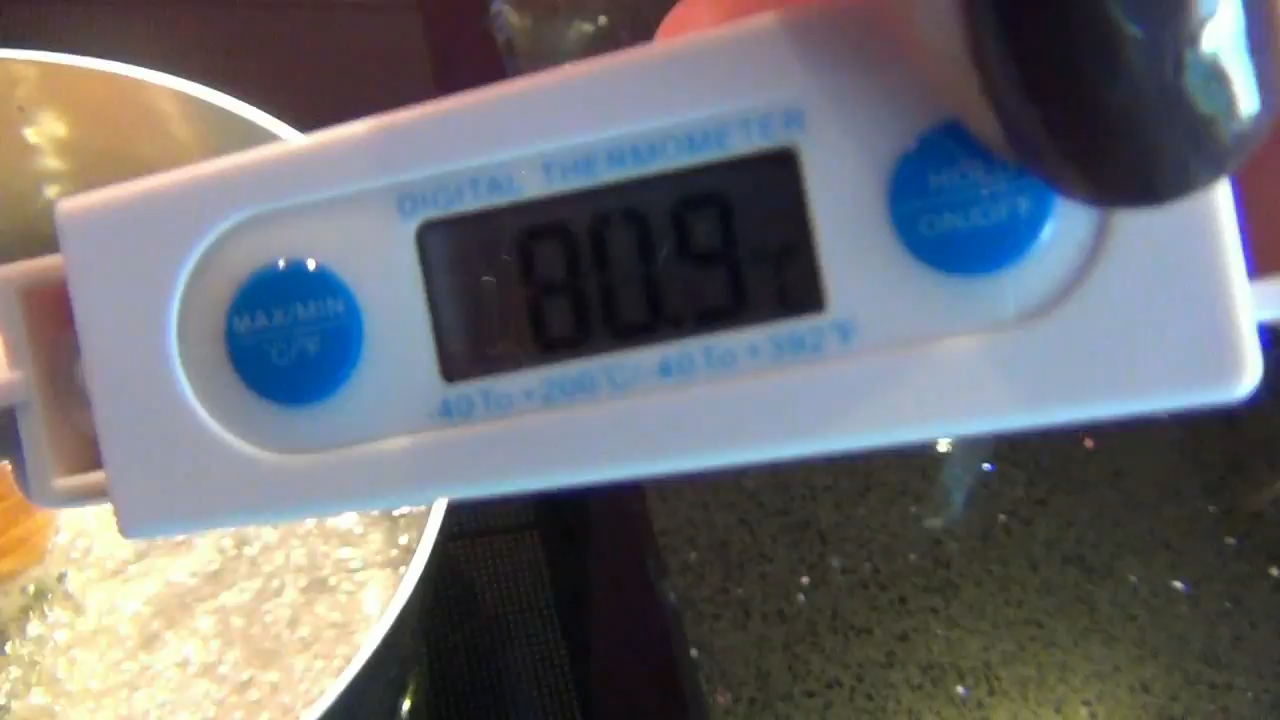 DIGITAL THERMOMETER
HOLD
ON/OFF
MAX/MIN
C/F
80.9
-40 To +200°C/-40 To +392°F